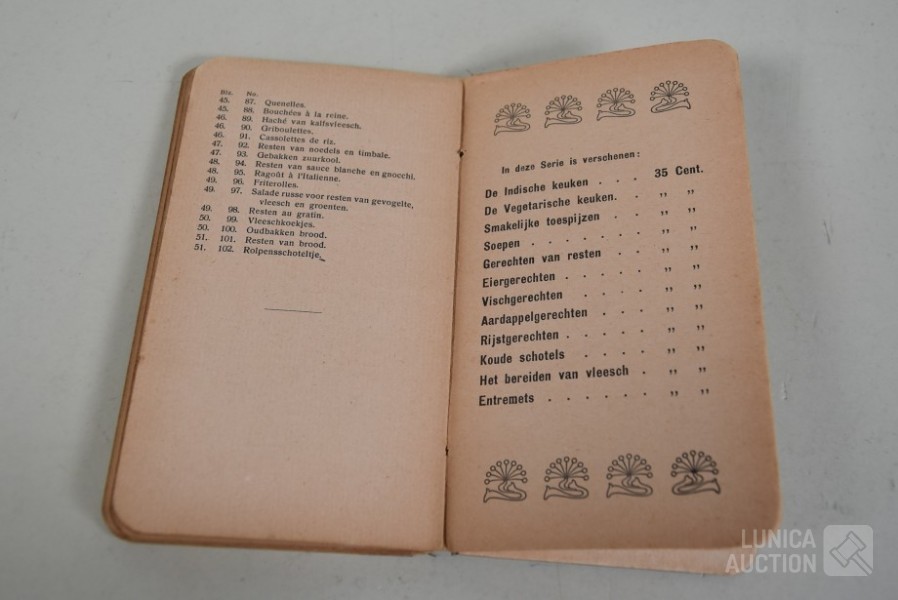 Blz. No.
45. 87. Quenelles.
45. 88. Bouchées à la reine.
46. 89. Haché van kalfsvleesch.
46. 90. Griboulettes.
46. 91. Cassolettes de riz.
47. 92. Resten van noedels en timbale.
47. 93. Gebakken zuurkool.
48. 94. Resten van sauce blanche en gnocchi.
48. 95. Ragoût à l'Italienne.
49. 96. Friterolles.
49. 97. Salade russe voor resten van gevogelte,
vleesch en groenten.
49. 98. Resten au gratin.
50. 99. Vleeschkoekjes.
50. 100. Oudbakken brood.
51. 101. Resten van brood.
51. 102. Rolpensschoteltje.
In deze Serie is verschenen:
De Indische keuken . . . 35 Cent.
De Vegetarische keuken. . „ „
Smakelijke toespijzen . . „ „
Soepen . . . . . . . „ „
Gerechten van resten . . „ „
Eiergerechten . . . . . „ „
Vischgerechten . . . . „ „
Aardappelgerechten . . . „ „
Rijstgerechten . . . . . „ „
Koude schotels . . . . „ „
Het bereiden van vleesch . „ „
Entremets . . . . . . „ „
LUNICA
AUCTION